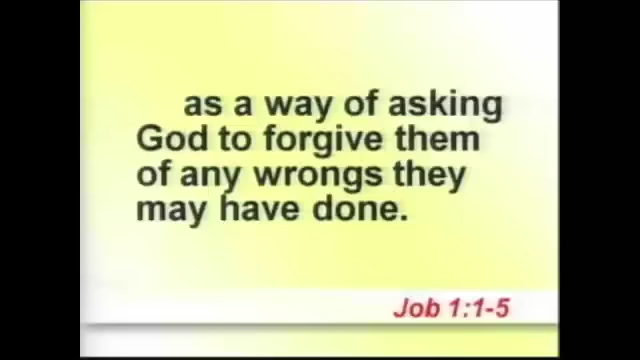 as a way of asking
God to forgive them
of any wrongs they
may have done.
Job 1:1-5